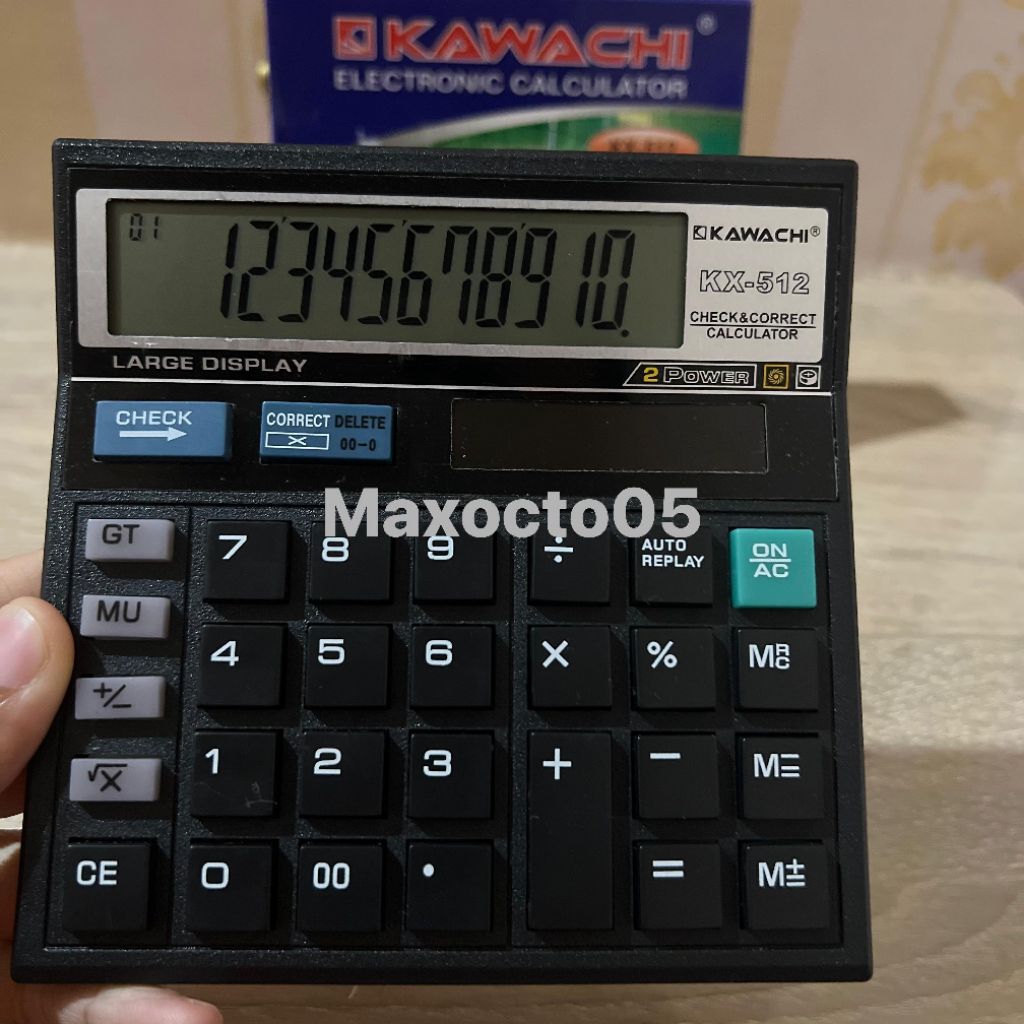 KAWACHI ®
ELECTRONIC CALCULATOR
01
12345678910.
KAWACHI®
KX-512
CHECK&CORRECT
CALCULATOR
LARGE DISPLAY
2 POWER
CHECK
CORRECT DELETE
X 00→0
Maxocto05
GT
7 8 9 ÷ AUTO REPLAY ON/AC
MU
4 5 6 × % MRC
+/−
1 2 3 + − M=
√X
CE 0 00 . = M±